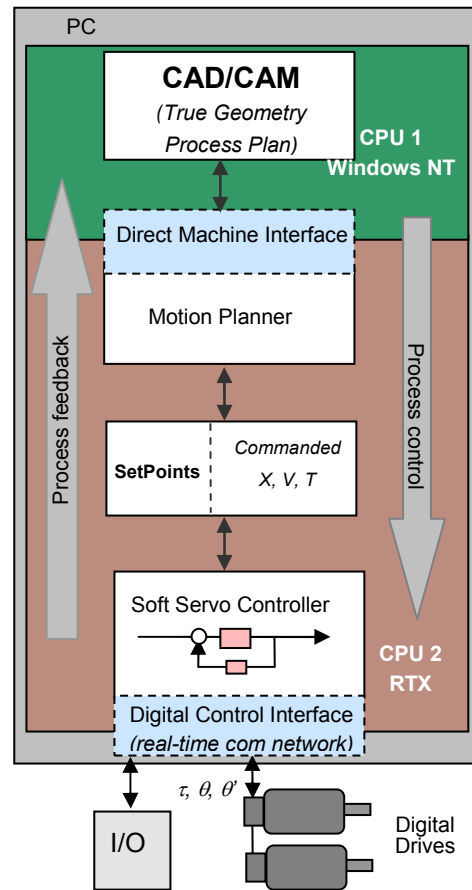 PC
CAD/CAM
(True Geometry
Process Plan)
CPU 1
Windows NT
Direct Machine Interface
Motion Planner
Process feedback
Process control
SetPoints
Commanded
X, V, T
Soft Servo Controller
CPU 2
RTX
Digital Control Interface
(real-time com network)
τ, θ, θ'
I/O
Digital
Drives